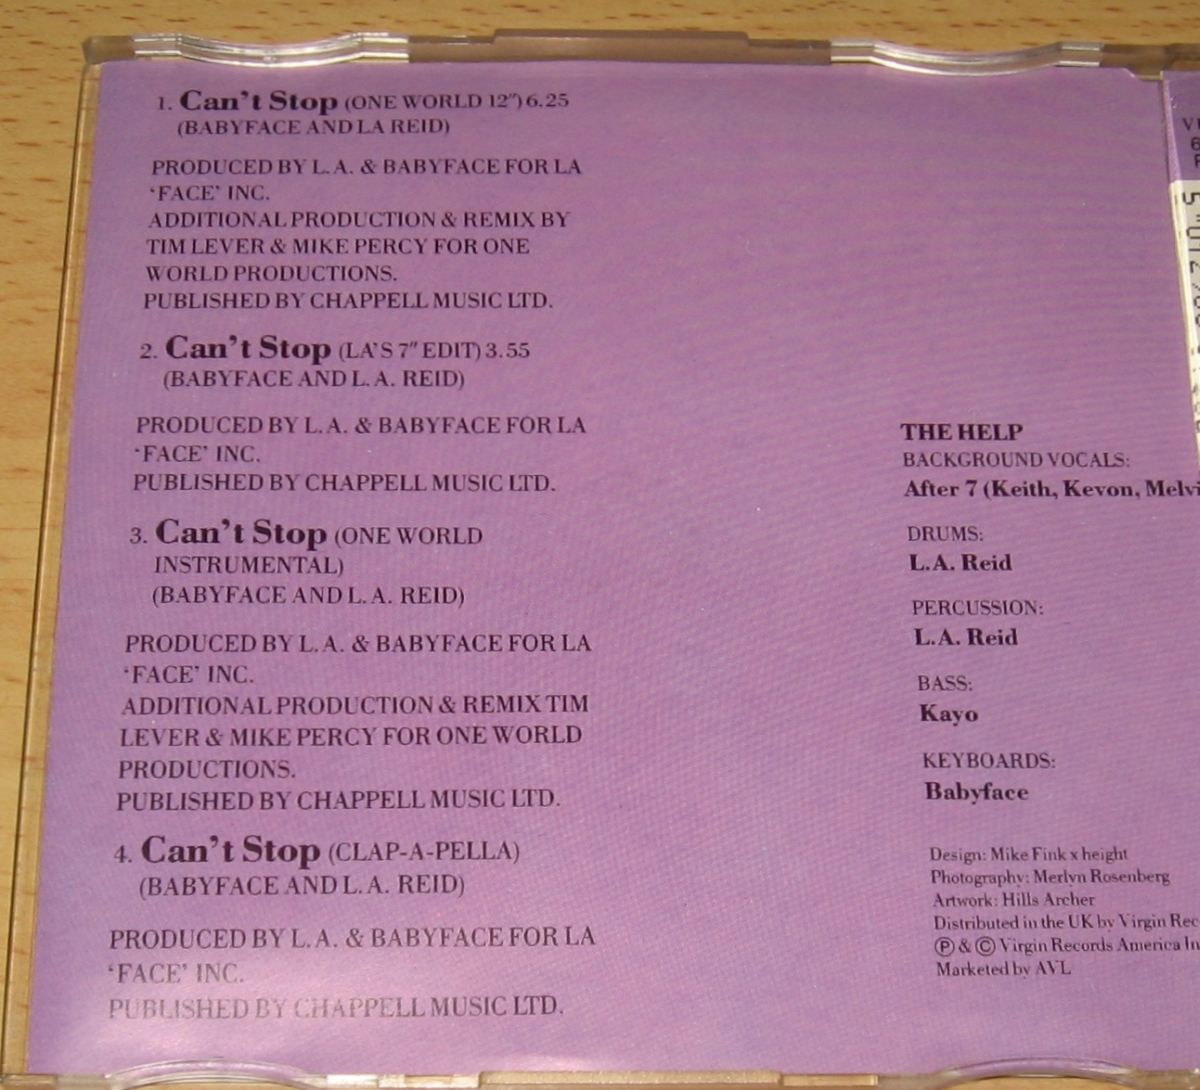 1. Can't Stop (ONE WORLD 12") 6.25
(BABYFACE AND LA REID)
PRODUCED BY L.A. & BABYFACE FOR LA
'FACE' INC.
ADDITIONAL PRODUCTION & REMIX BY
TIM LEVER & MIKE PERCY FOR ONE
WORLD PRODUCTIONS.
PUBLISHED BY CHAPPELL MUSIC LTD.
2. Can't Stop (LA'S 7" EDIT) 3.55
(BABYFACE AND L.A. REID)
PRODUCED BY L.A. & BABYFACE FOR LA
'FACE' INC.
PUBLISHED BY CHAPPELL MUSIC LTD.
3. Can't Stop (ONE WORLD
INSTRUMENTAL)
(BABYFACE AND L.A. REID)
PRODUCED BY L.A. & BABYFACE FOR LA
'FACE' INC.
ADDITIONAL PRODUCTION & REMIX TIM
LEVER & MIKE PERCY FOR ONE WORLD
PRODUCTIONS.
PUBLISHED BY CHAPPELL MUSIC LTD.
4. Can't Stop (CLAP-A-PELLA)
(BABYFACE AND L.A. REID)
PRODUCED BY L.A. & BABYFACE FOR LA
'FACE' INC.
PUBLISHED BY CHAPPELL MUSIC LTD.
THE HELP
BACKGROUND VOCALS:
After 7 (Keith, Kevon, Melvi
DRUMS:
L.A. Reid
PERCUSSION:
L.A. Reid
BASS:
Kayo
KEYBOARDS:
Babyface
Design: Mike Fink x height
Photography: Merlyn Rosenberg
Artwork: Hills Archer
Distributed in the UK by Virgin Rec
Ⓟ & © Virgin Records America In
Marketed by AVL